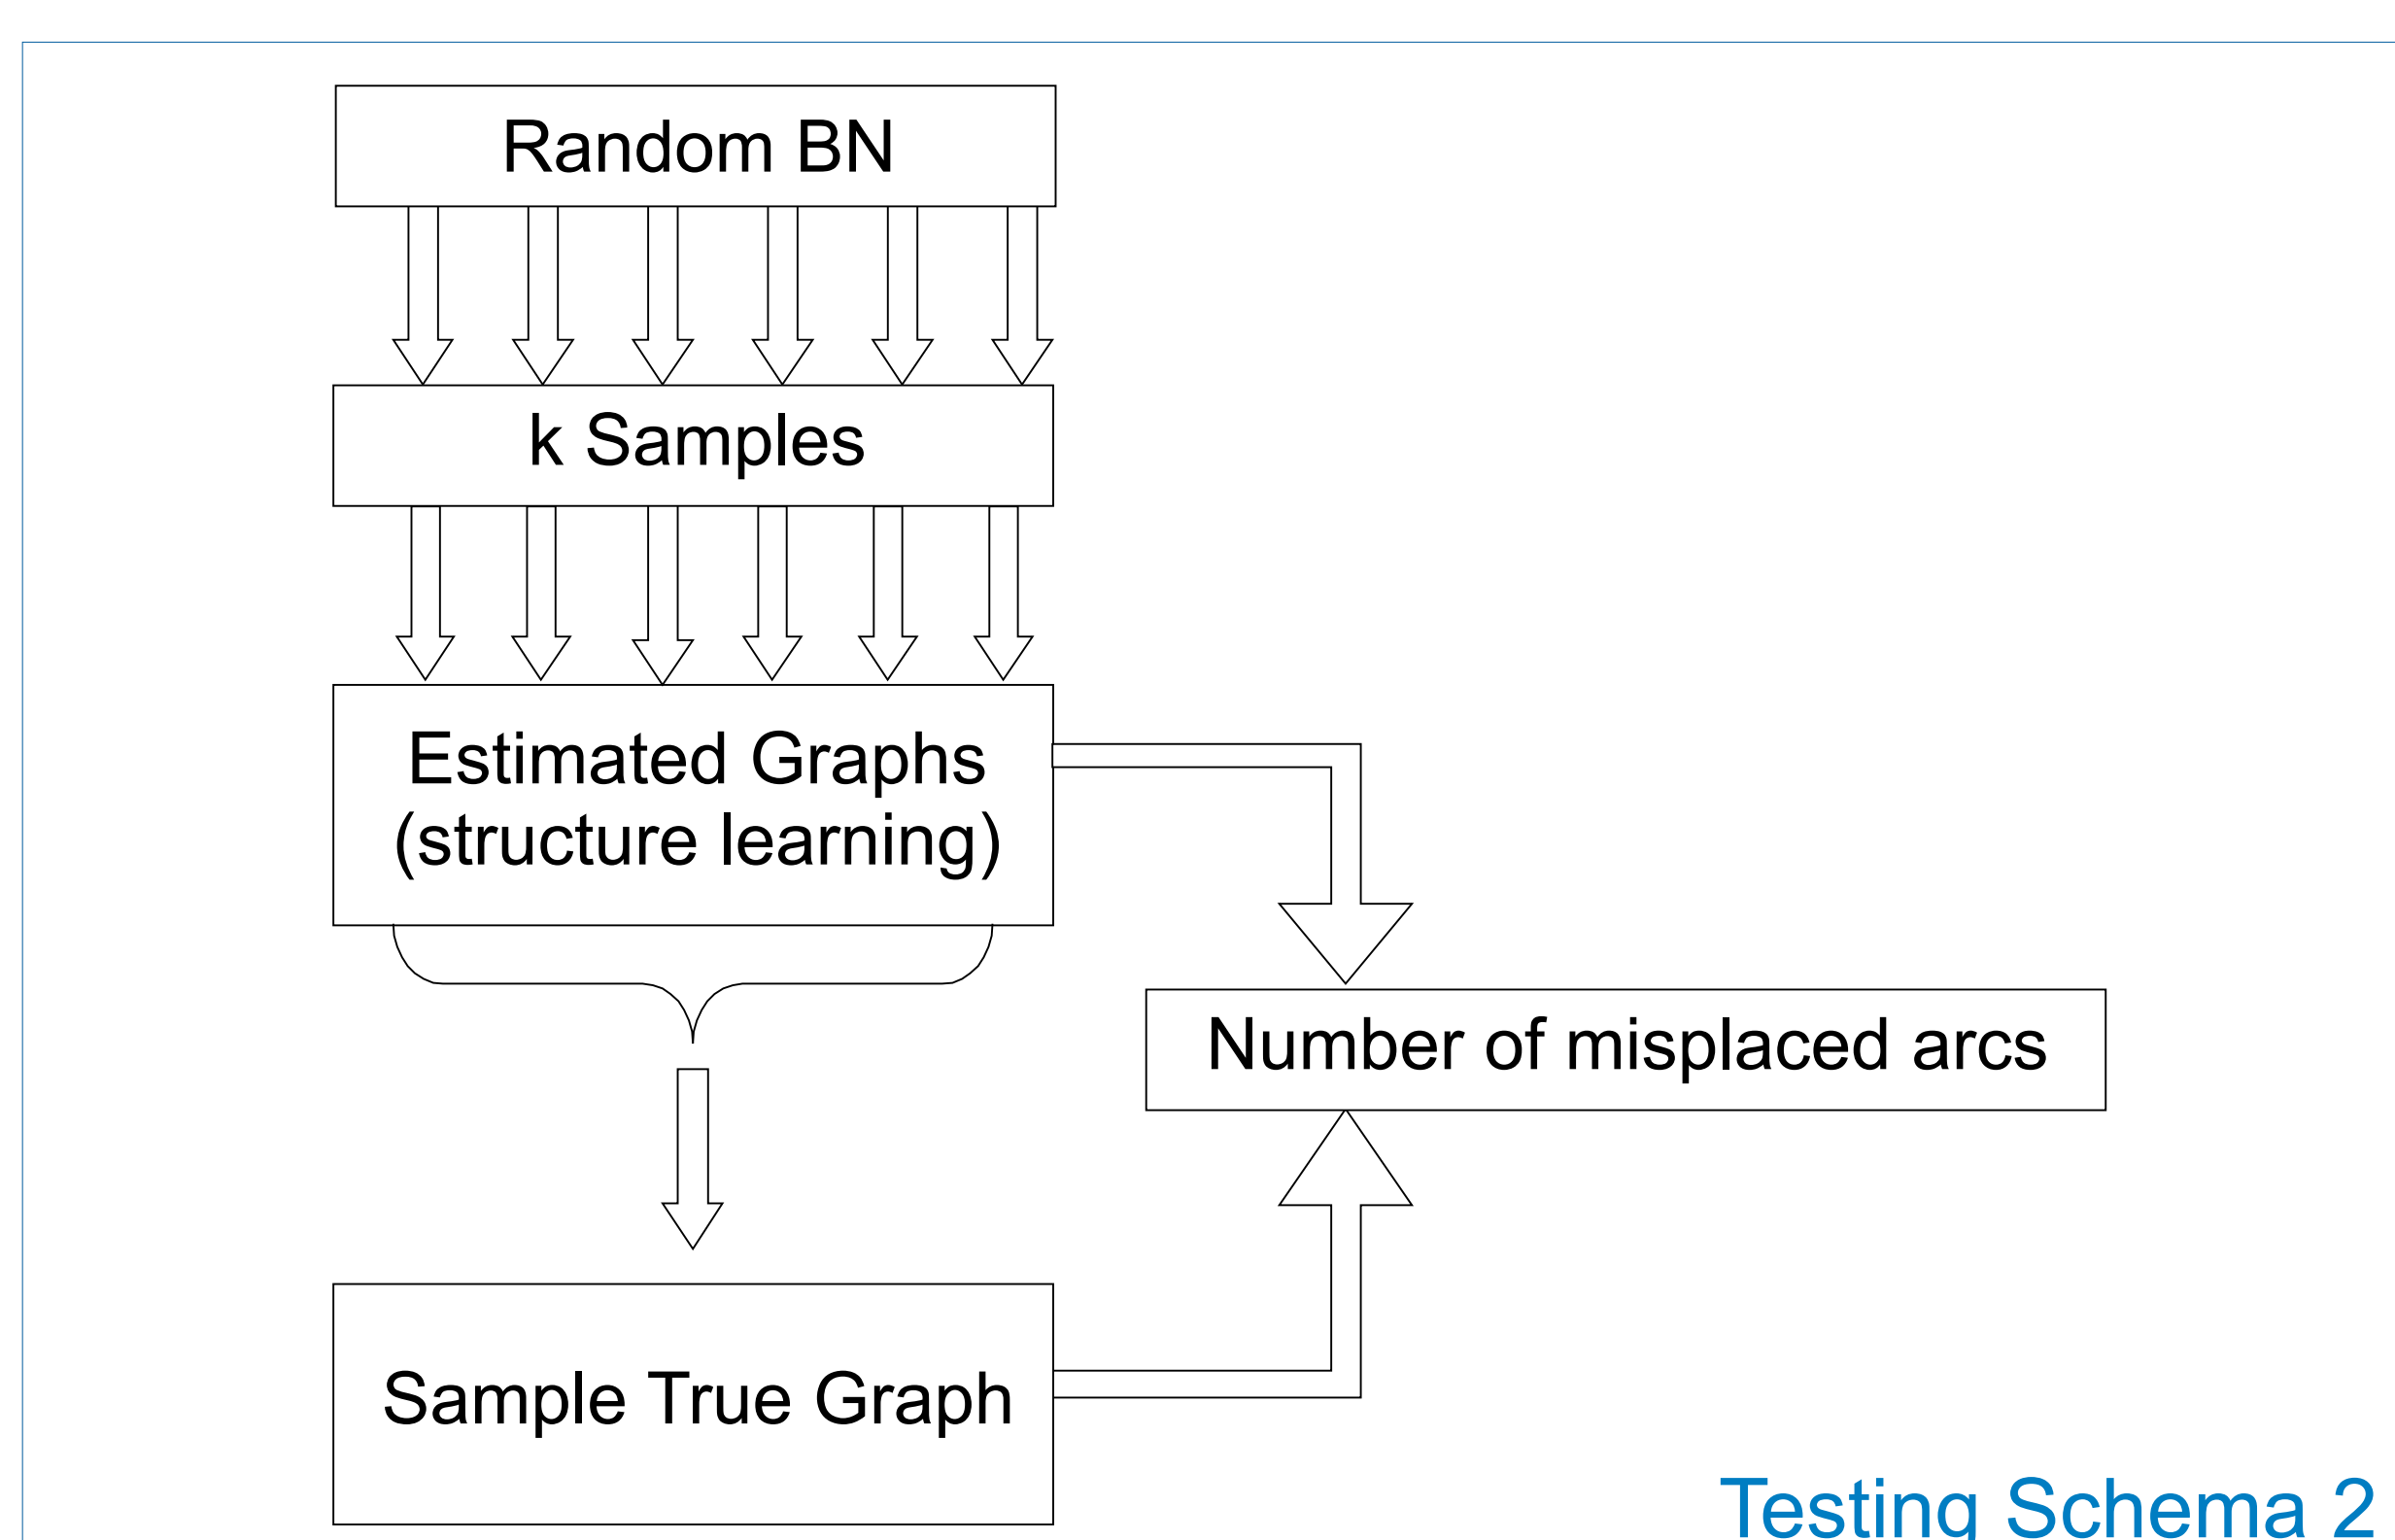 Random BN
k Samples
Estimated Graphs
(structure learning)
Number of misplaced arcs
Sample True Graph
Testing Schema 2